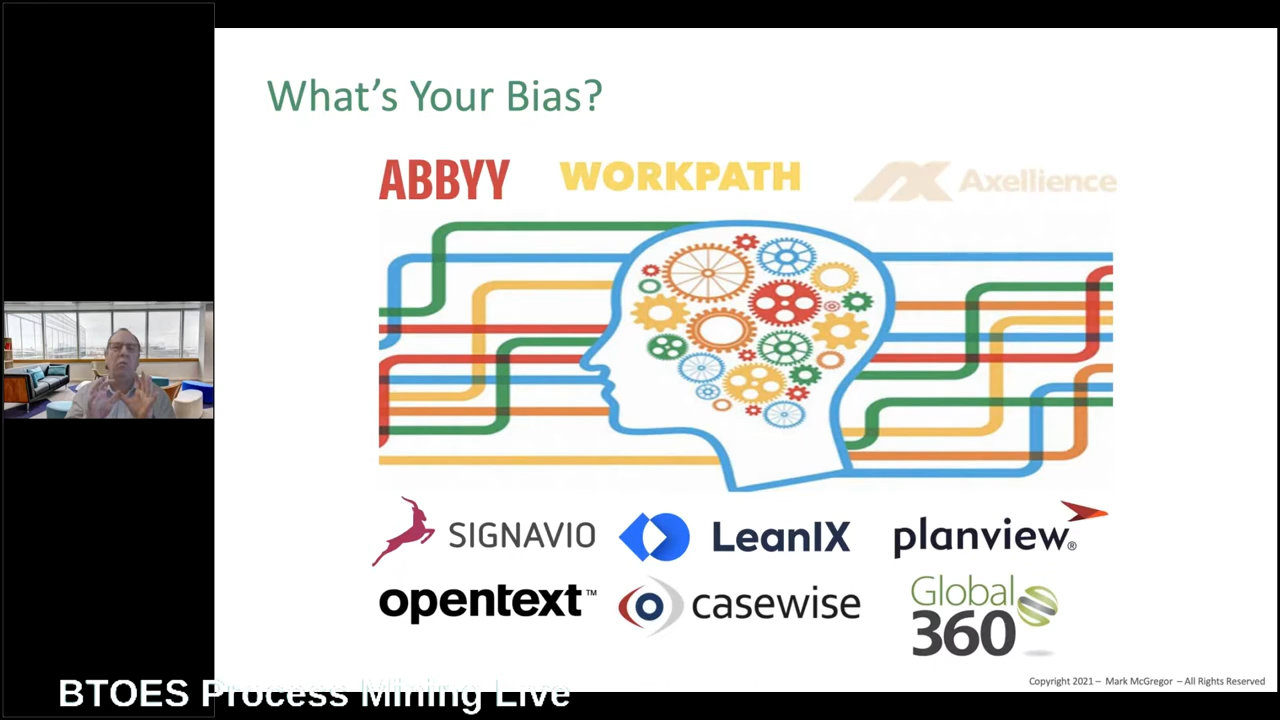 What's Your Bias?
ABBYY WORKPATH Axellience
SIGNAVIO LeanIX planview®
opentext™ casewise Global 360
Copyright 2021 – Mark McGregor – All Rights Reserved
BTOES Process Mining Live